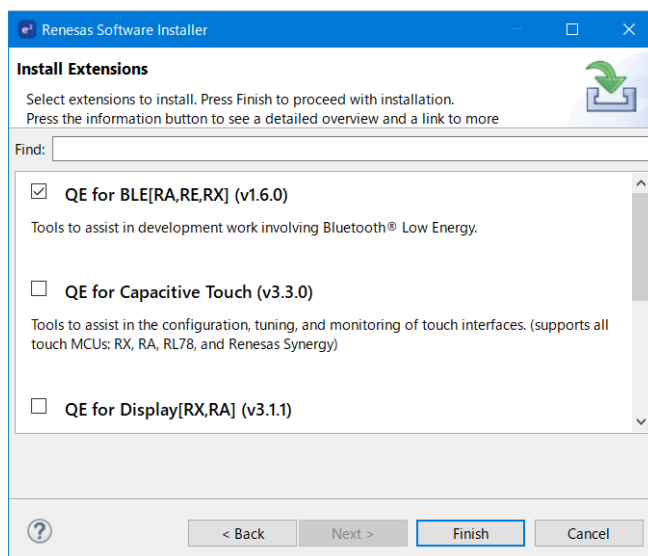 e² Renesas Software Installer
Install Extensions
Select extensions to install. Press Finish to proceed with installation.
Press the information button to see a detailed overview and a link to more
Find:
QE for BLE[RA,RE,RX] (v1.6.0)
Tools to assist in development work involving Bluetooth® Low Energy.
QE for Capacitive Touch (v3.3.0)
Tools to assist in the configuration, tuning, and monitoring of touch interfaces. (supports all
touch MCUs: RX, RA, RL78, and Renesas Synergy)
QE for Display[RX,RA] (v3.1.1)
? < Back Next > Finish Cancel